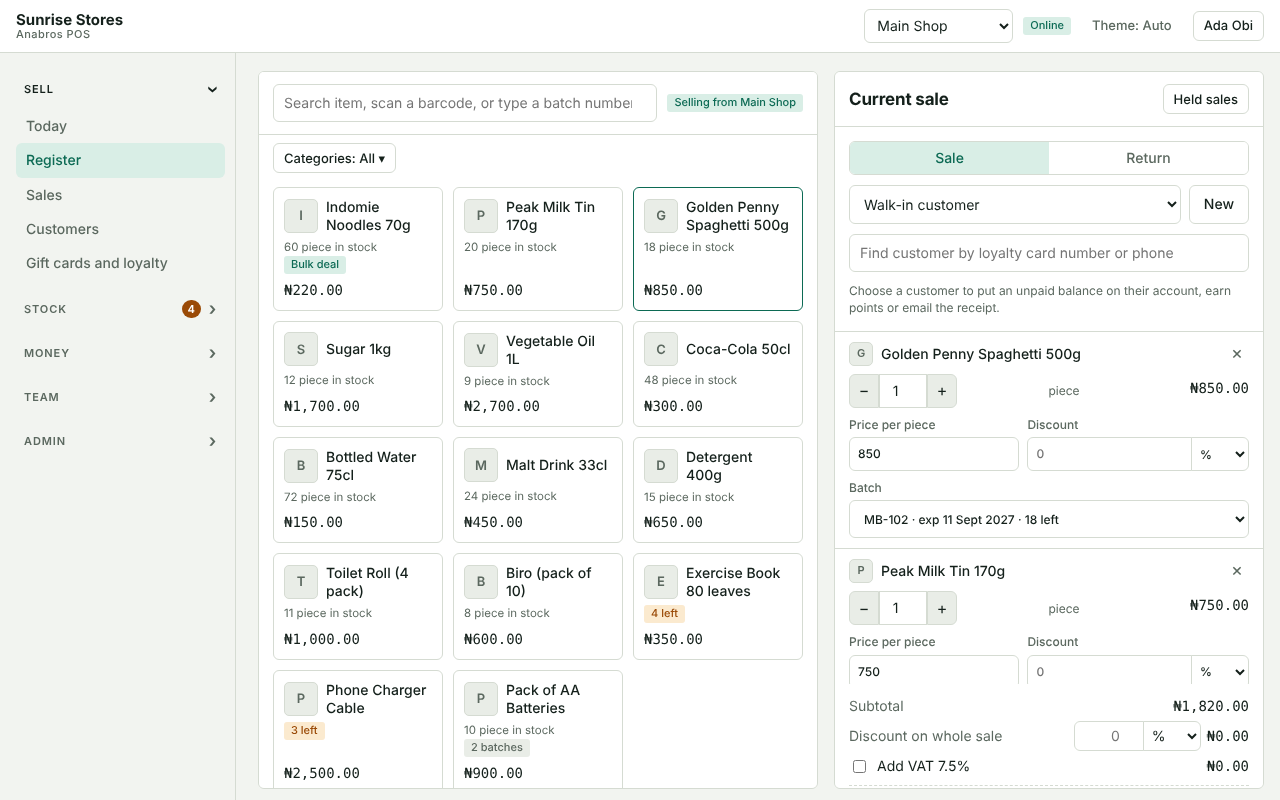 Sunrise Stores
Anabros POS
Main Shop
Online
Theme: Auto
Ada Obi
SELL
Today
Register
Sales
Customers
Gift cards and loyalty
STOCK
4
MONEY
TEAM
ADMIN
Search item, scan a barcode, or type a batch number
Selling from Main Shop
Categories: All ▾
I
Indomie
Noodles 70g
60 piece in stock
Bulk deal
₦220.00
P
Peak Milk Tin
170g
20 piece in stock
₦750.00
G
Golden Penny
Spaghetti 500g
18 piece in stock
₦850.00
S
Sugar 1kg
12 piece in stock
₦1,700.00
V
Vegetable Oil
1L
9 piece in stock
₦2,700.00
C
Coca-Cola 50cl
48 piece in stock
₦300.00
B
Bottled Water
75cl
72 piece in stock
₦150.00
M
Malt Drink 33cl
24 piece in stock
₦450.00
D
Detergent
400g
15 piece in stock
₦650.00
T
Toilet Roll (4
pack)
11 piece in stock
₦1,000.00
B
Biro (pack of
10)
8 piece in stock
₦600.00
E
Exercise Book
80 leaves
4 left
₦350.00
P
Phone Charger
Cable
3 left
₦2,500.00
P
Pack of AA
Batteries
10 piece in stock
2 batches
₦900.00
Current sale
Held sales
Sale
Return
Walk-in customer
New
Find customer by loyalty card number or phone
Choose a customer to put an unpaid balance on their account, earn
points or email the receipt.
G
Golden Penny Spaghetti 500g
✕
− 1 +
piece
₦850.00
Price per piece
Discount
850
0
%
Batch
MB-102 · exp 11 Sept 2027 · 18 left
P
Peak Milk Tin 170g
✕
− 1 +
piece
₦750.00
Price per piece
Discount
750
0
%
Subtotal
₦1,820.00
Discount on whole sale
0
%
₦0.00
Add VAT 7.5%
₦0.00